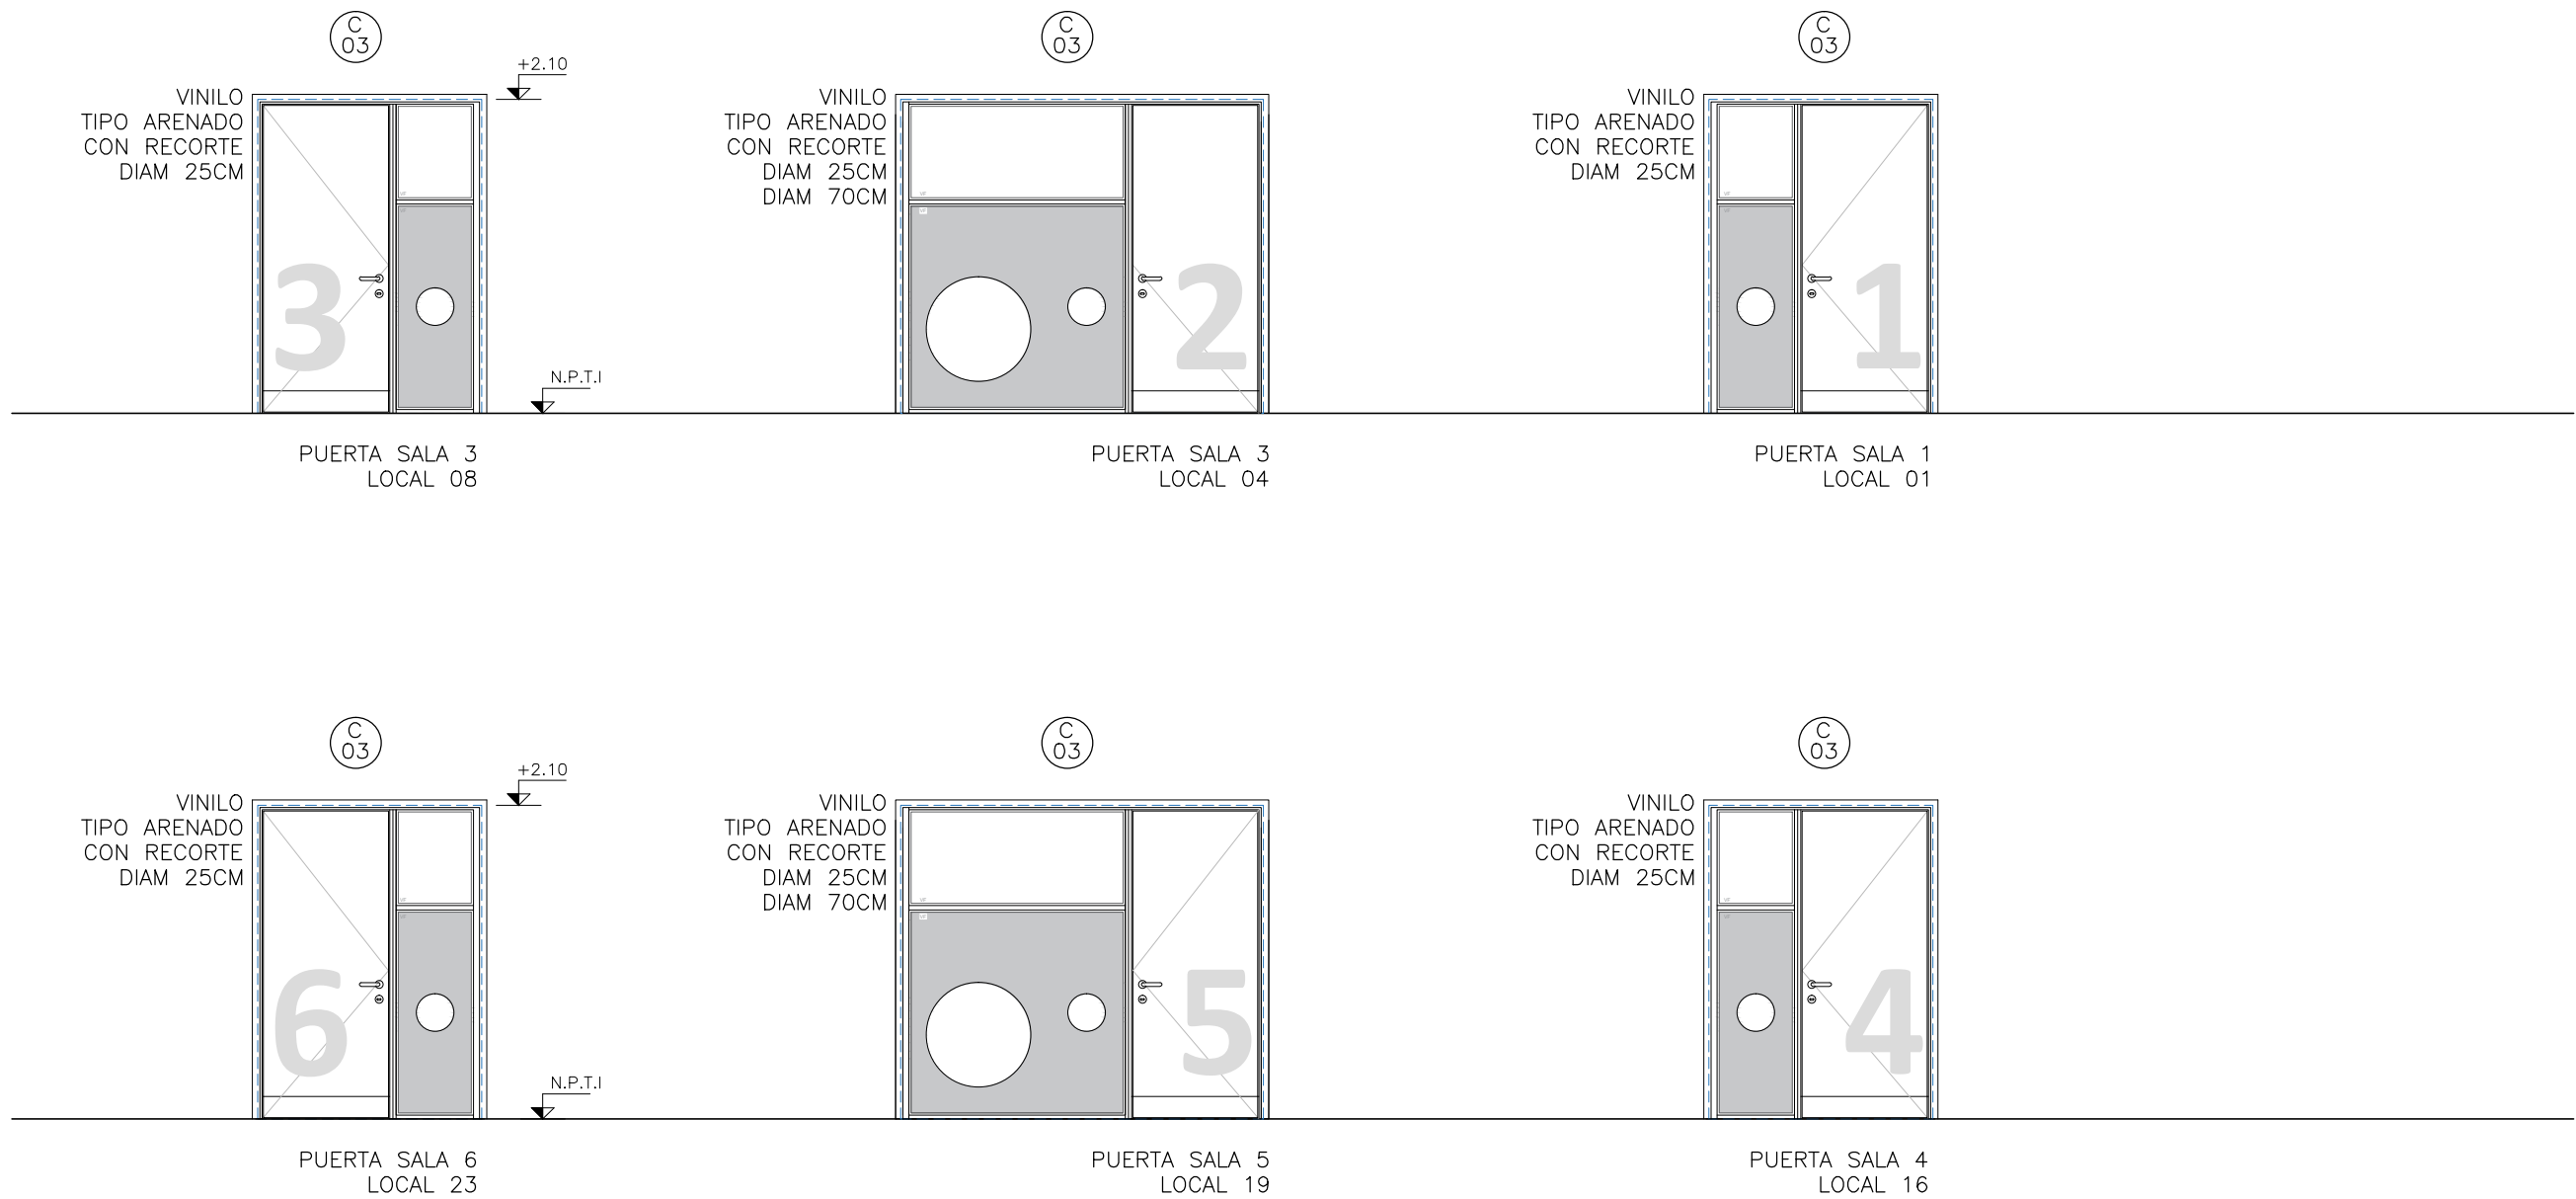 C
03
+2.10
VINILO
TIPO ARENADO
CON RECORTE
DIAM 25CM
3
N.P.T.I
PUERTA SALA 3
LOCAL 08
C
03
VINILO
TIPO ARENADO
CON RECORTE
DIAM 25CM
DIAM 70CM
2
PUERTA SALA 3
LOCAL 04
C
03
VINILO
TIPO ARENADO
CON RECORTE
DIAM 25CM
1
PUERTA SALA 1
LOCAL 01
C
03
+2.10
VINILO
TIPO ARENADO
CON RECORTE
DIAM 25CM
6
N.P.T.I
PUERTA SALA 6
LOCAL 23
C
03
VINILO
TIPO ARENADO
CON RECORTE
DIAM 25CM
DIAM 70CM
5
PUERTA SALA 5
LOCAL 19
C
03
VINILO
TIPO ARENADO
CON RECORTE
DIAM 25CM
4
PUERTA SALA 4
LOCAL 16